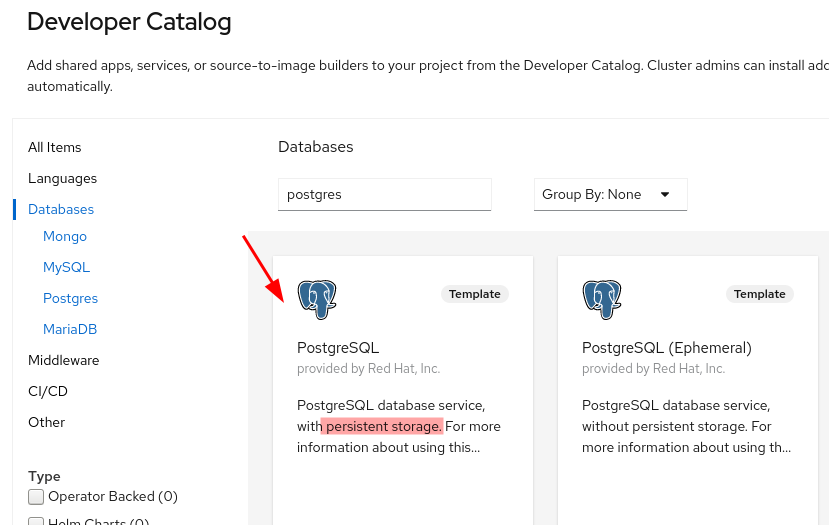 Developer Catalog
Add shared apps, services, or source-to-image builders to your project from the Developer Catalog. Cluster admins can install
automatically.
All Items
Languages
Databases
Mongo
MySQL
Postgres
MariaDB
Middleware
CI/CD
Other
Type
Operator Backed (0)
Helm Charts (0)
Databases
postgres
Group By: None
Template
PostgreSQL
provided by Red Hat, Inc.
PostgreSQL database service,
with persistent storage. For more
information about using this...
Template
PostgreSQL (Ephemeral)
provided by Red Hat, Inc.
PostgreSQL database service,
without persistent storage. For
more information about using th...